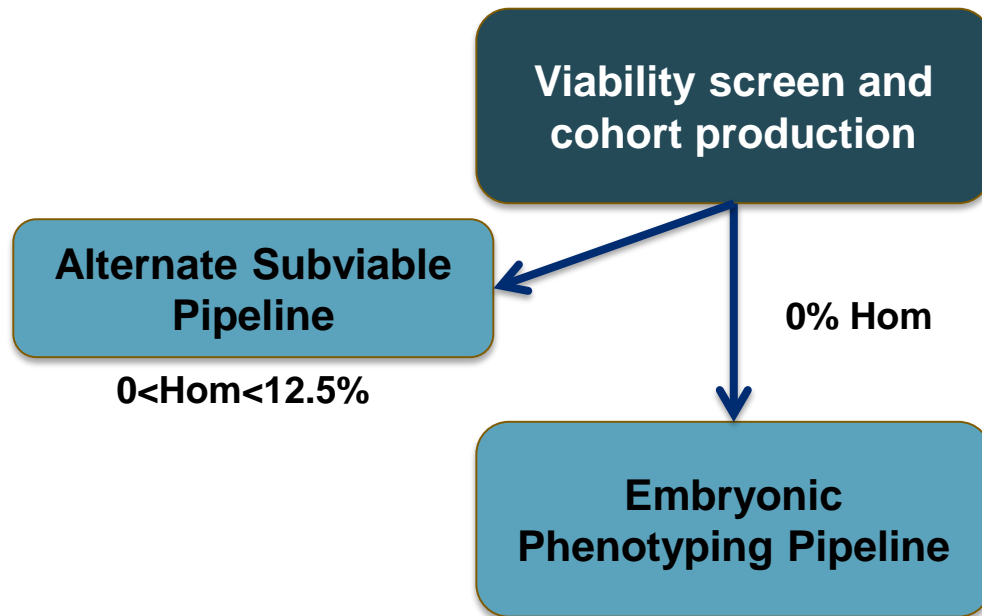 Viability screen and
cohort production
Alternate Subviable
Pipeline
0% Hom
0<Hom<12.5%
Embryonic
Phenotyping Pipeline